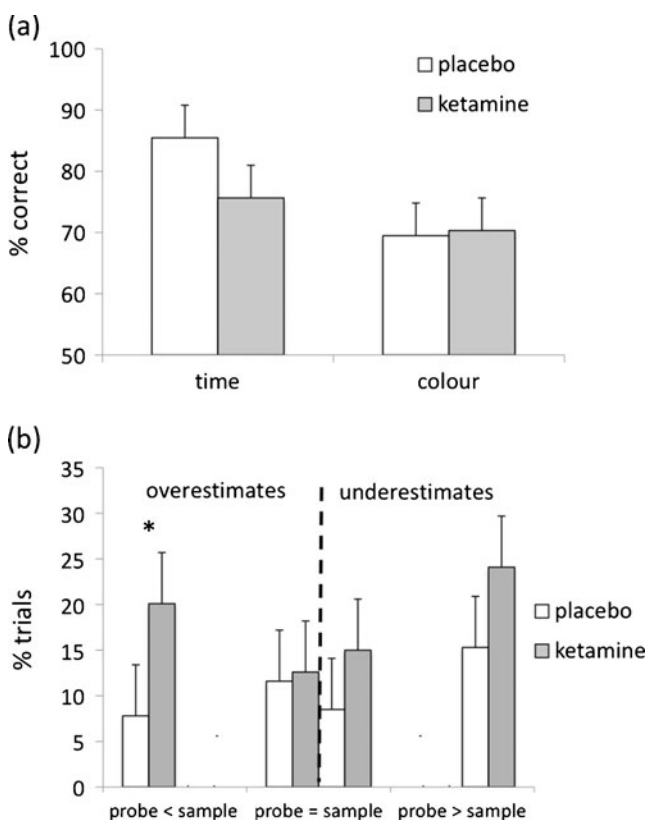 (a)
100
90
80
70
60
50
% correct
placebo
ketamine
time
colour
(b)
35
30
25
20
15
10
5
0
% trials
overestimates
underestimates
*
placebo
ketamine
probe < sample
probe = sample
probe > sample